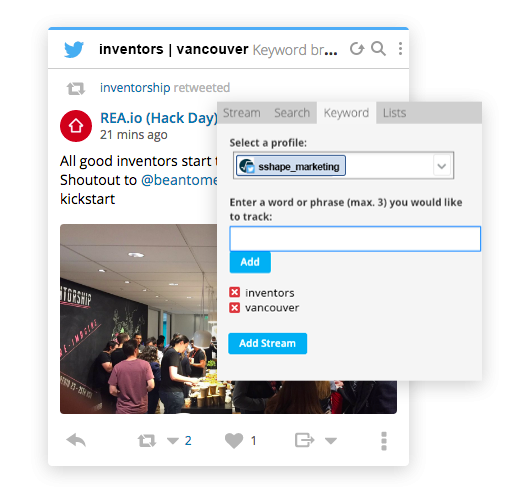 inventors | vancouver Keyword br...
inventorship retweeted
REA.io (Hack Day)
21 mins ago
All good inventors start t
Shoutout to @beantome
kickstart
Stream Search Keyword Lists
Select a profile:
sshape_marketing
Enter a word or phrase (max. 3) you would like
to track:
Add
inventors
vancouver
Add Stream
NTORSHIP
2
1